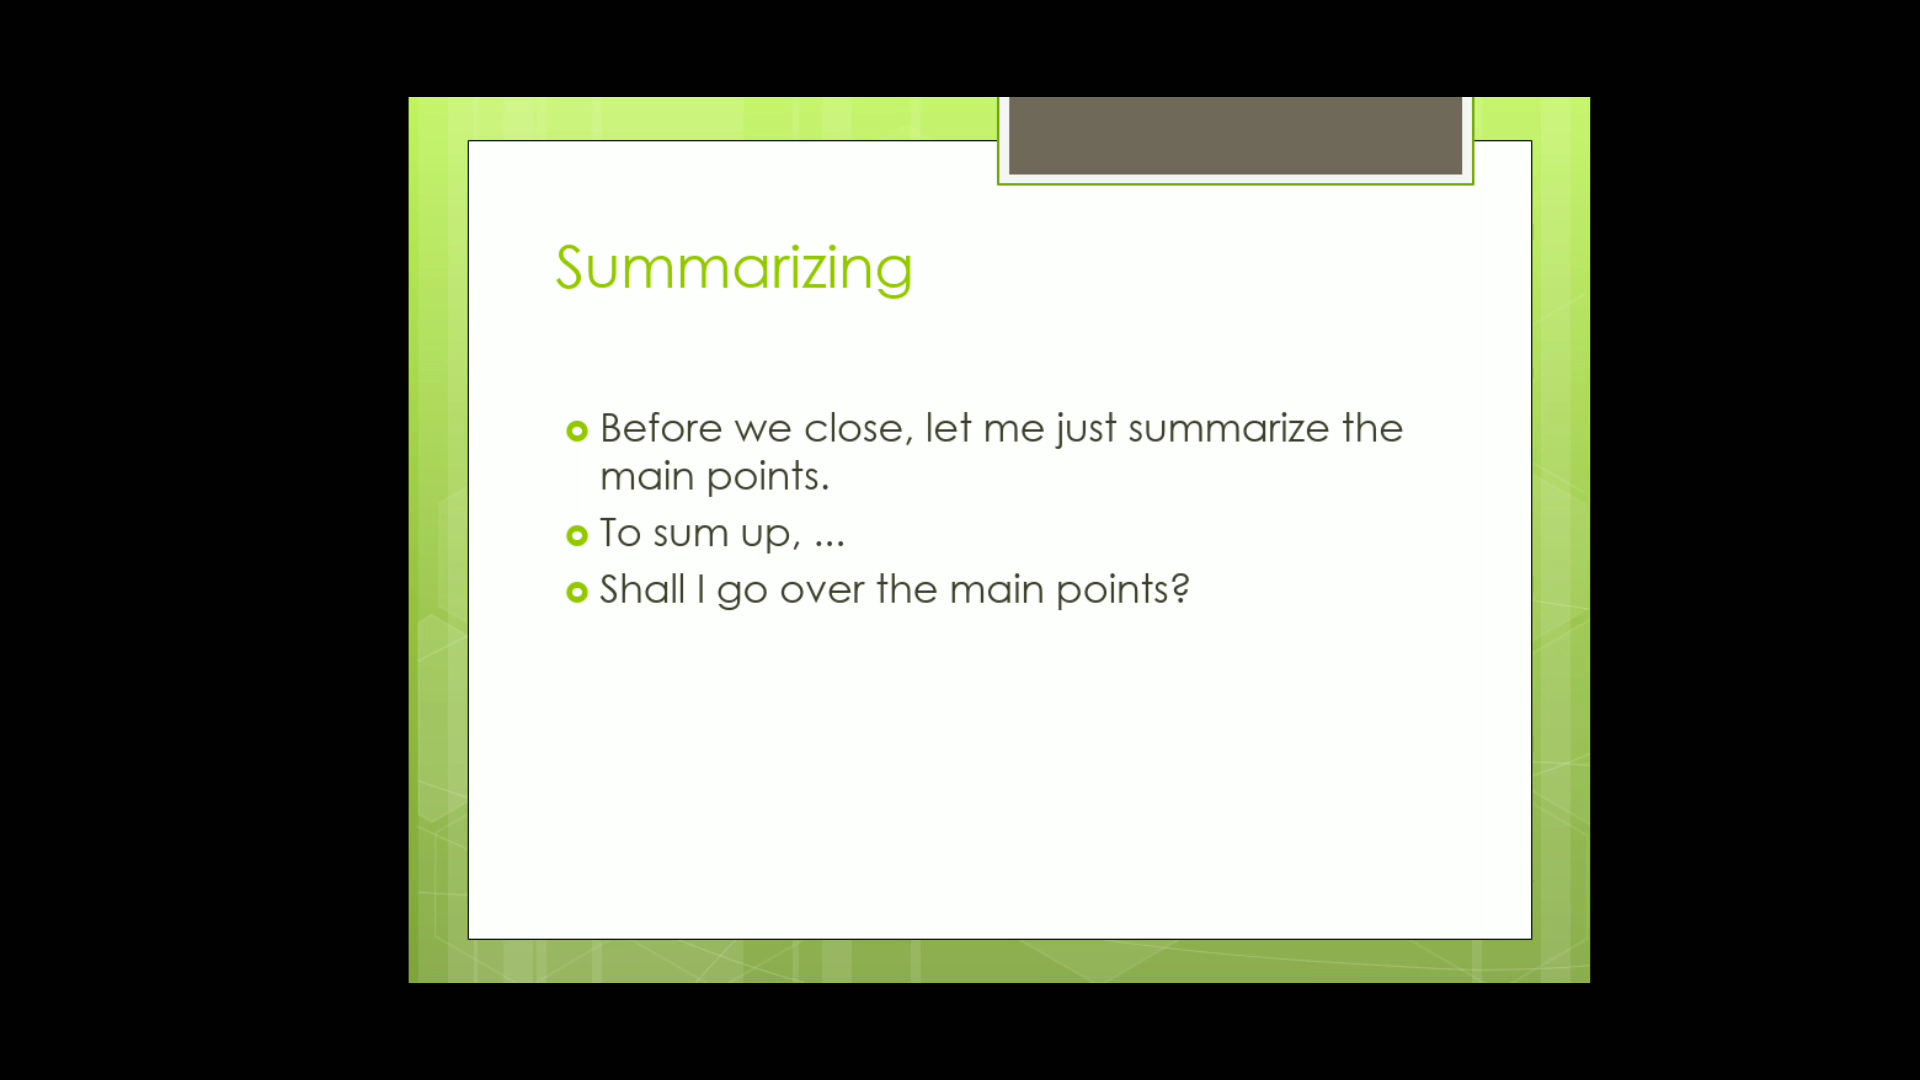 Summarizing
Before we close, let me just summarize the
main points.
To sum up, ...
Shall I go over the main points?